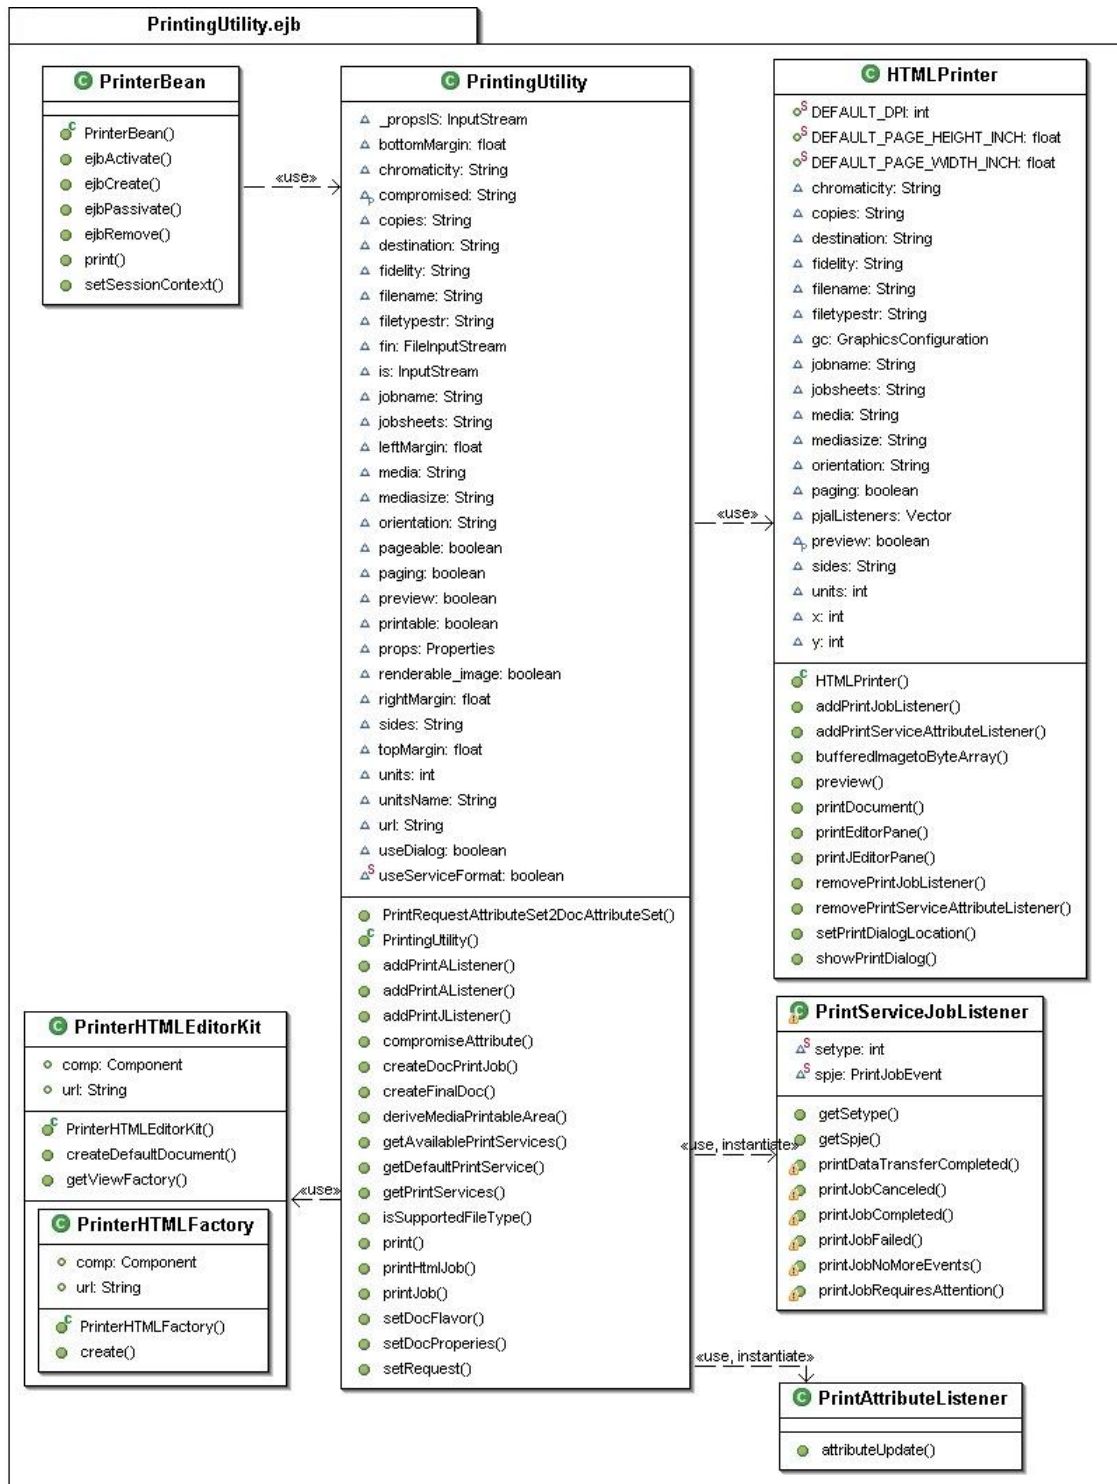 PrintingUtility.ejb
PrinterBean
PrinterBean()
ejbActivate()
ejbCreate()
ejbPassivate()
ejbRemove()
print()
setSessionContext()
«use»
PrintingUtility
_propsIS: InputStream
bottomMargin: float
chromaticity: String
compromised: String
copies: String
destination: String
fidelity: String
filename: String
filetypestr: String
fin: FileInputStream
is: InputStream
jobname: String
jobsheets: String
leftMargin: float
media: String
mediasize: String
orientation: String
pageable: boolean
paging: boolean
preview: boolean
printable: boolean
props: Properties
renderable_image: boolean
rightMargin: float
sides: String
topMargin: float
units: int
unitsName: String
url: String
useDialog: boolean
useServiceFormat: boolean
PrintRequestAttributeSet2DocAttributeSet()
PrintingUtility()
addPrintAListener()
addPrintAListener()
addPrintJListener()
compromiseAttribute()
createDocPrintJob()
createFinalDoc()
deriveMediaPrintableArea()
getAvailablePrintServices()
getDefaultPrintService()
getPrintServices()
isSupportedFileType()
print()
printHtmlJob()
printJob()
setDocFlavor()
setDocProperies()
setRequest()
«use»
HTMLPrinter
DEFAULT_DPI: int
DEFAULT_PAGE_HEIGHT_INCH: float
DEFAULT_PAGE_WIDTH_INCH: float
chromaticity: String
copies: String
destination: String
fidelity: String
filename: String
filetypestr: String
gc: GraphicsConfiguration
jobname: String
jobsheets: String
media: String
mediasize: String
orientation: String
paging: boolean
pjalListeners: Vector
preview: boolean
sides: String
units: int
x: int
y: int
HTMLPrinter()
addPrintJobListener()
addPrintServiceAttributeListener()
bufferedImagetoByteArray()
preview()
printDocument()
printEditorPane()
printJEditorPane()
removePrintJobListener()
removePrintServiceAttributeListener()
setPrintDialogLocation()
showPrintDialog()
PrinterHTMLEditorKit
comp: Component
url: String
PrinterHTMLEditorKit()
createDefaultDocument()
getViewFactory()
PrinterHTMLFactory
comp: Component
url: String
PrinterHTMLFactory()
create()
«use»
«use, instantiate»
PrintServiceJobListener
setype: int
spje: PrintJobEvent
getSetype()
getSpje()
printDataTransferCompleted()
printJobCanceled()
printJobCompleted()
printJobFailed()
printJobNoMoreEvents()
printJobRequiresAttention()
«use, instantiate»
PrintAttributeListener
attributeUpdate()